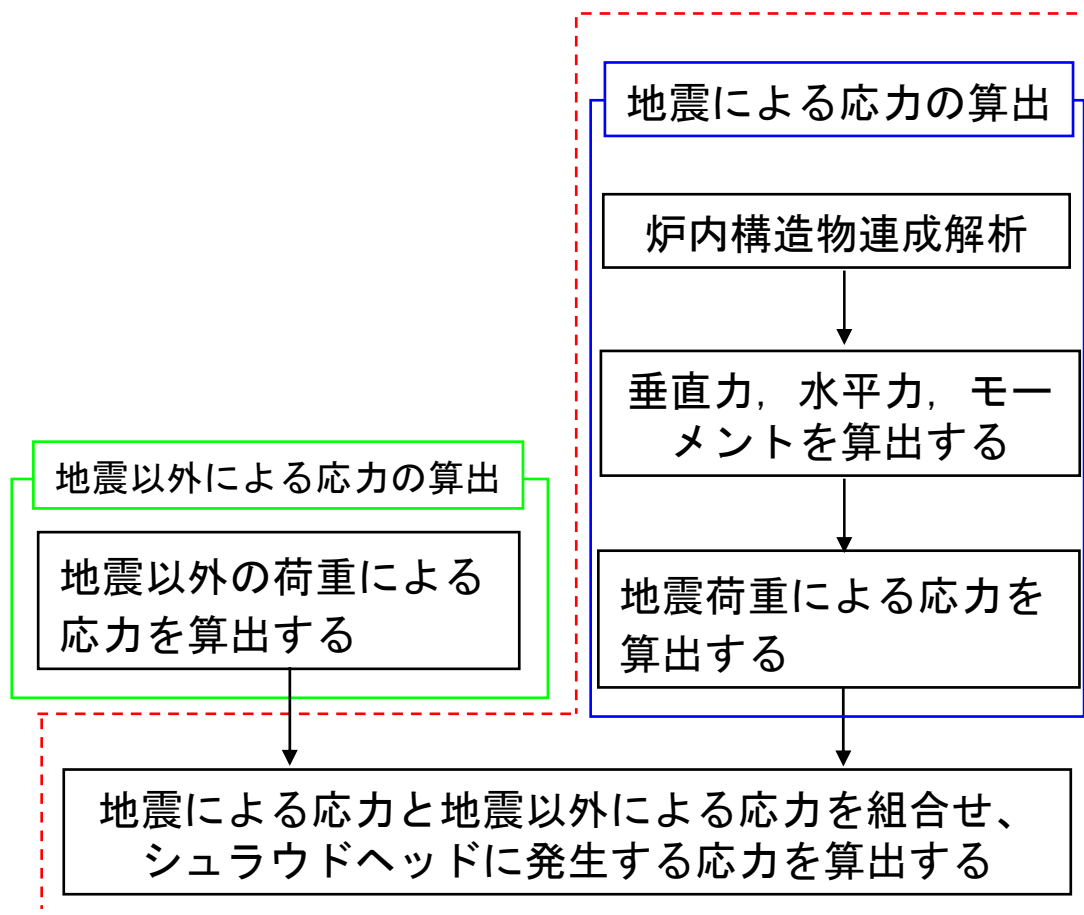 地震による応力の算出
炉内構造物連成解析
垂直力，水平力，モー
メントを算出する
地震荷重による応力を
算出する
地震以外による応力の算出
地震以外の荷重による
応力を算出する
地震による応力と地震以外による応力を組合せ、
シュラウドヘッドに発生する応力を算出する